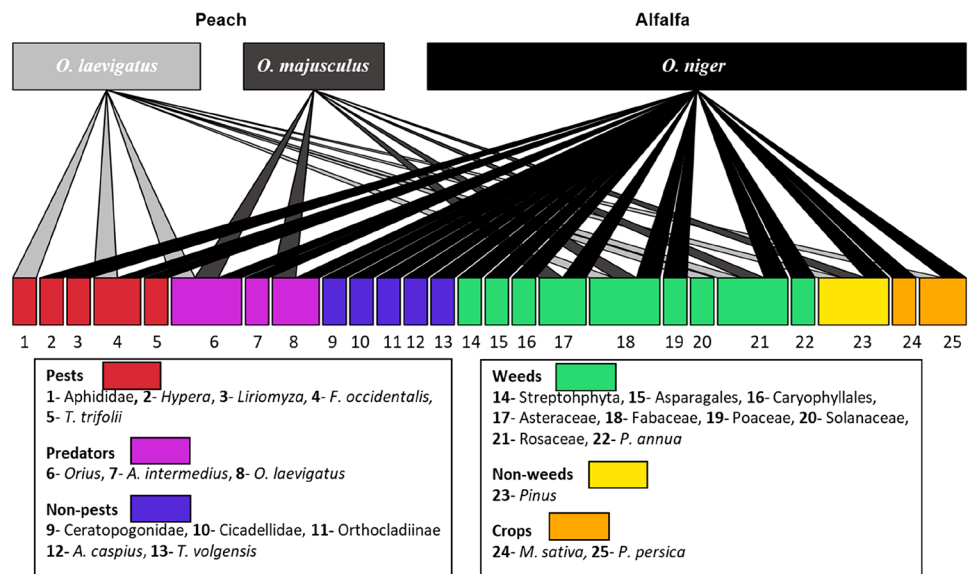 Peach Alfalfa
O. laevigatus O. majusculus O. niger
1 2 3 4 5 6 7 8 9 10 11 12 13 14 15 16 17 18 19 20 21 22 23 24 25
Pests
1- Aphididae, 2- Hypera, 3- Liriomyza, 4- F. occidentalis,
5- T. trifolii
Predators
6- Orius, 7- A. intermedius, 8- O. laevigatus
Non-pests
9- Ceratopogonidae, 10- Cicadellidae, 11- Orthocladiinae
12- A. caspius, 13- T. volgensis
Weeds
14- Streptohphyta, 15- Asparagales, 16- Caryophyllales,
17- Asteraceae, 18- Fabaceae, 19- Poaceae, 20- Solanaceae,
21- Rosaceae, 22- P. annua
Non-weeds
23- Pinus
Crops
24- M. sativa, 25- P. persica